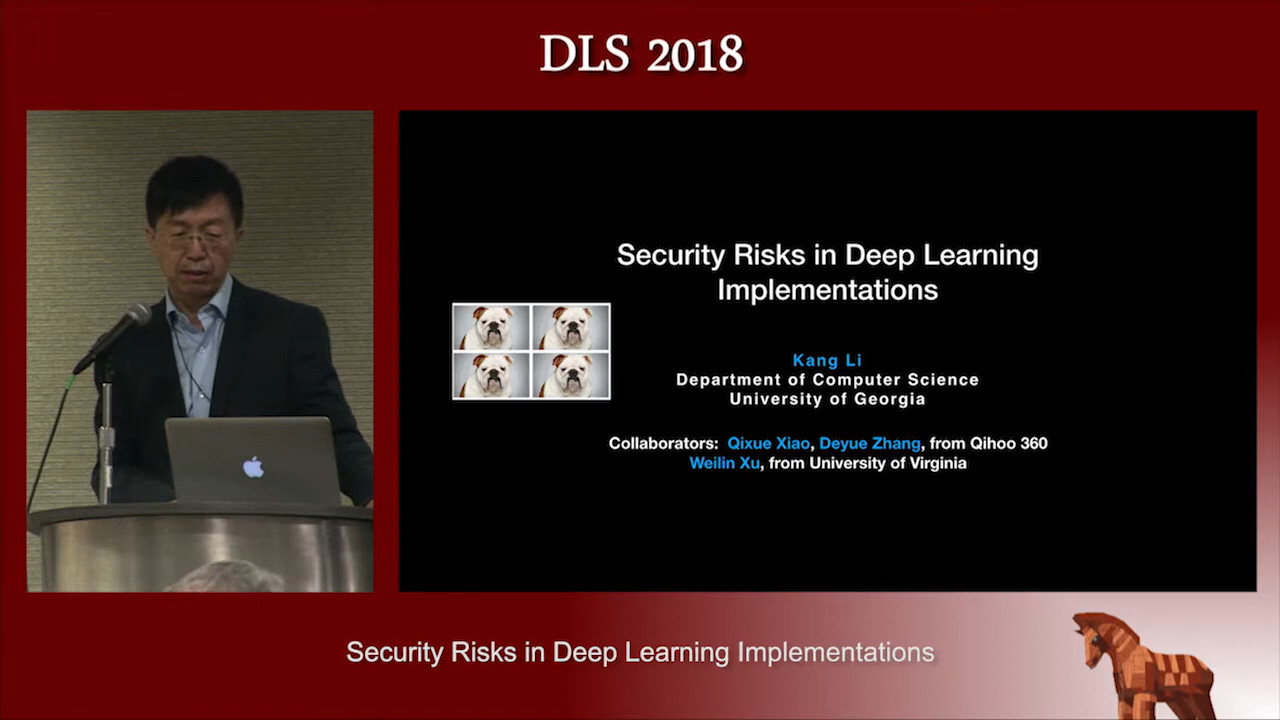 DLS 2018
Security Risks in Deep Learning
Implementations
Kang Li
Department of Computer Science
University of Georgia
Collaborators: Qixue Xiao, Deyue Zhang, from Qihoo 360
Weilin Xu, from University of Virginia
Security Risks in Deep Learning Implementations